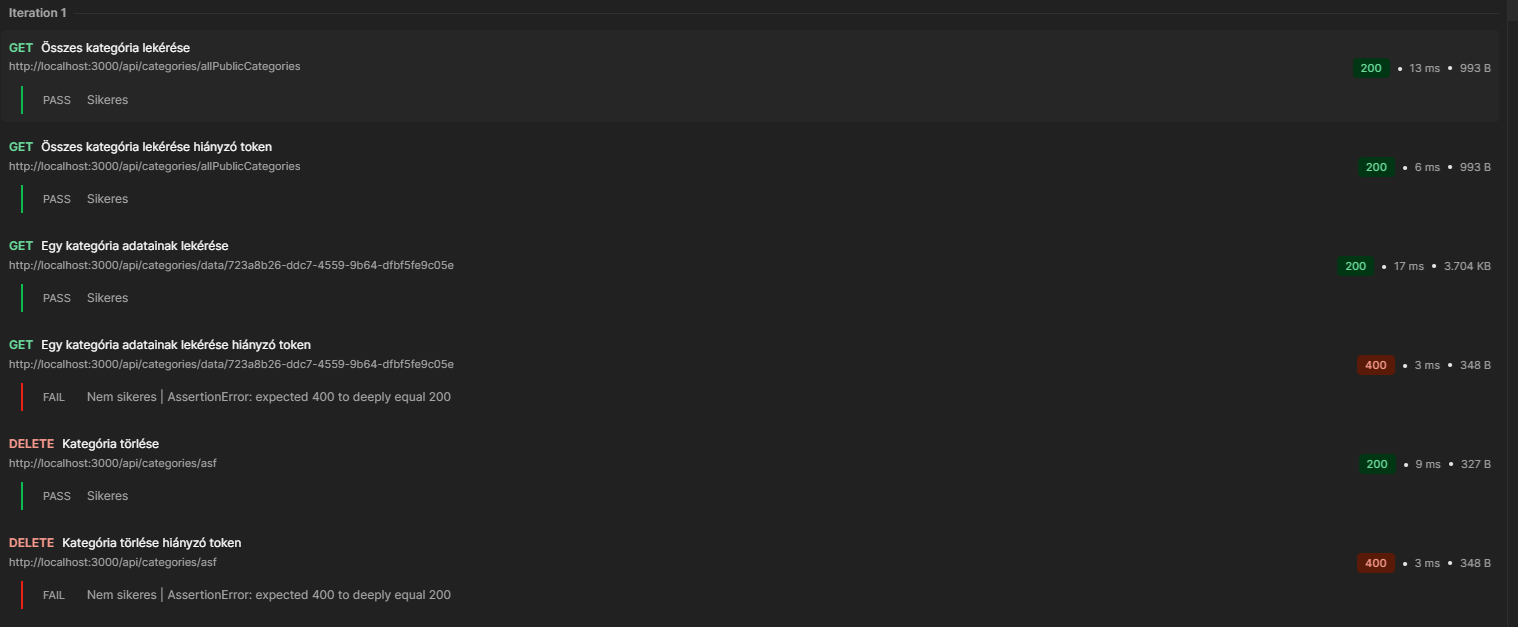 Iteration 1
GET Összes kategória lekérése
http://localhost:3000/api/categories/allPublicCategories
200 • 13 ms • 993 B
PASS Sikeres
GET Összes kategória lekérése hiányzó token
http://localhost:3000/api/categories/allPublicCategories
200 • 6 ms • 993 B
PASS Sikeres
GET Egy kategória adatainak lekérése
http://localhost:3000/api/categories/data/723a8b26-ddc7-4559-9b64-dfbf5fe9c05e
200 • 17 ms • 3.704 KB
PASS Sikeres
GET Egy kategória adatainak lekérése hiányzó token
http://localhost:3000/api/categories/data/723a8b26-ddc7-4559-9b64-dfbf5fe9c05e
400 • 3 ms • 348 B
FAIL Nem sikeres | AssertionError: expected 400 to deeply equal 200
DELETE Kategória törlése
http://localhost:3000/api/categories/asf
200 • 9 ms • 327 B
PASS Sikeres
DELETE Kategória törlése hiányzó token
http://localhost:3000/api/categories/asf
400 • 3 ms • 348 B
FAIL Nem sikeres | AssertionError: expected 400 to deeply equal 200